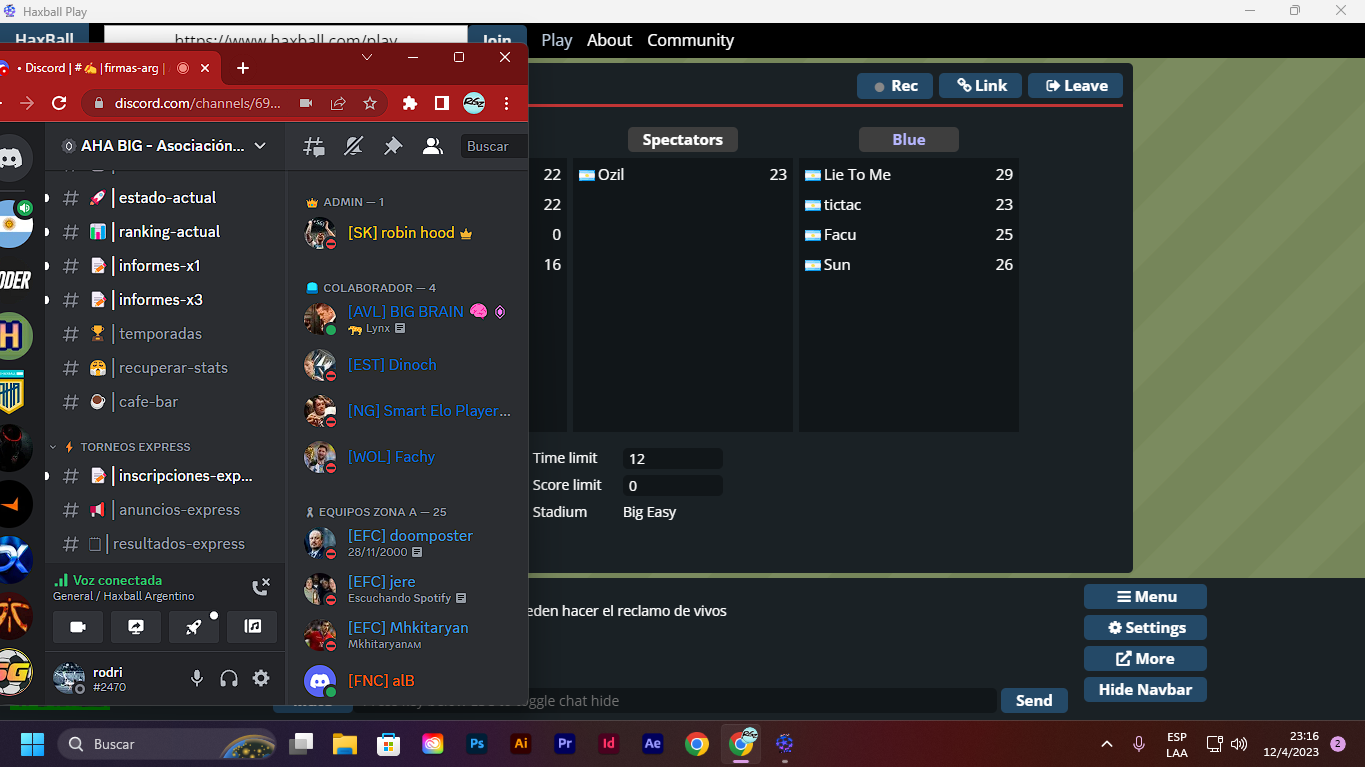 Haxball Play
HaxBall
https://www.haxball.com/play
Join
Play About Community
• Discord | #✍|firmas-arg |
discord.com/channels/69...
AHA BIG - Asociación...
Buscar
# 🚀|estado-actual
# 📊|ranking-actual
# 📝|informes-x1
# 📝|informes-x3
# 🏆|temporadas
# 😤|recuperar-stats
# ☕|cafe-bar
⚡ TORNEOS EXPRESS
# 📝|inscripciones-exp...
# 📢|anuncios-express
# 📋|resultados-express
Voz conectada
General / Haxball Argentino
rodri
#2470
ADMIN — 1
[SK] robin hood
COLABORADOR — 4
[AVL] BIG BRAIN
Lynx
[EST] Dinoch
[NG] Smart Elo Player...
[WOL] Fachy
EQUIPOS ZONA A — 25
[EFC] doomposter
28/11/2000
[EFC] jere
Escuchando Spotify
[EFC] Mhkitaryan
Mkhitaryanᴀᴍ
[FNC] alB
Rec Link Leave
Spectators
Blue
22
22
0
16
Ozil 23
Lie To Me 29
tictac 23
Facu 25
Sun 26
Time limit 12
Score limit 0
Stadium Big Easy
eden hacer el reclamo de vivos
oggle chat hide
Send
Menu
Settings
More
Hide Navbar
Buscar
Ps
Ai
Pr
Id
Ae
ESP
LAA
23:16
12/4/2023
2